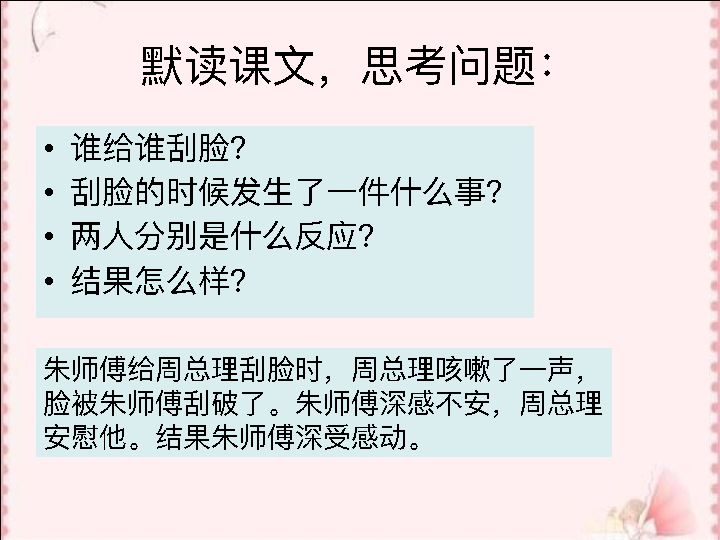 默读课文，思考问题：
• 谁给谁刮脸？
• 刮脸的时候发生了一件什么事？
• 两人分别是什么反应？
• 结果怎么样？
朱师傅给周总理刮脸时，周总理咳嗽了一声，
脸被朱师傅刮破了。朱师傅深感不安，周总理
安慰他。结果朱师傅深受感动。